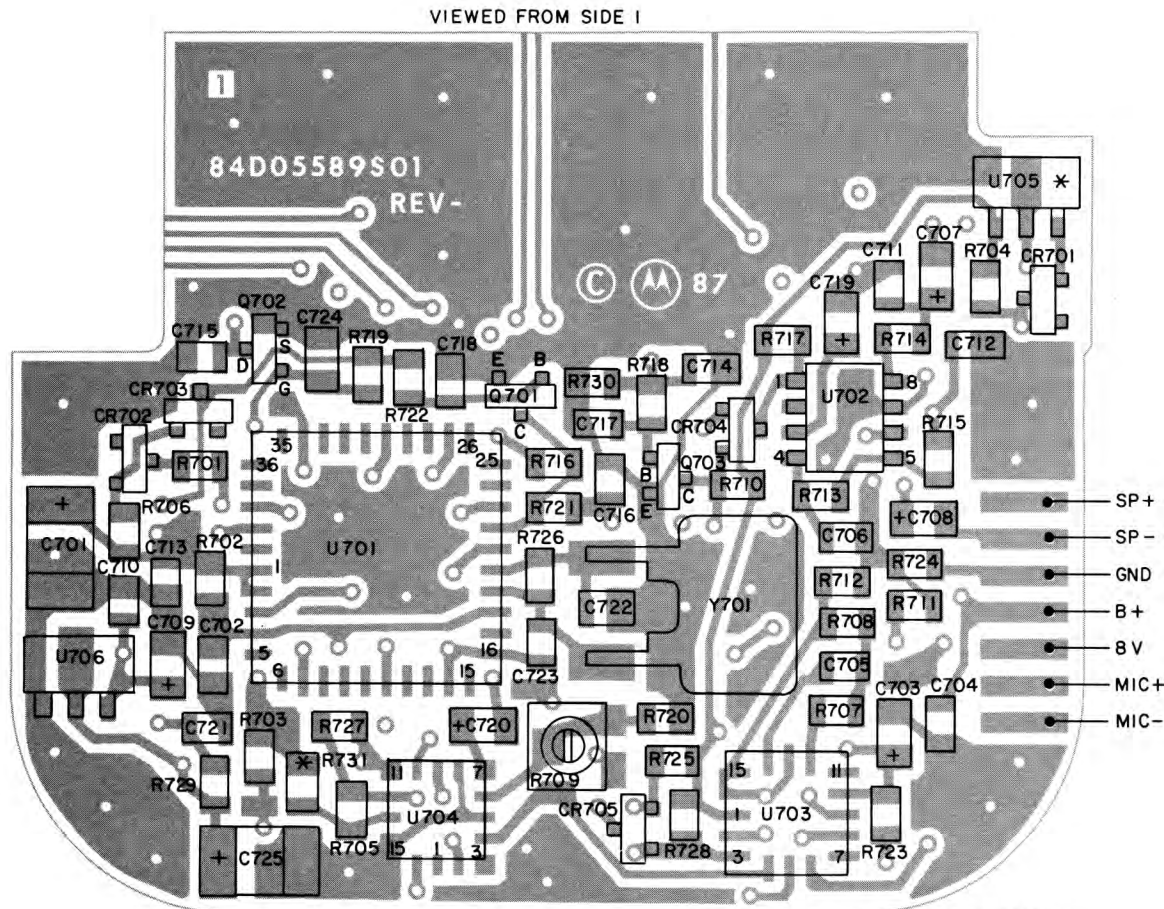 VIEWED FROM SIDE 1
1
84D05589S01
REV-
© M 87
U705 *
C707
C711
R704
CR701
C719
Q702
C724
R719
C718
C715
S
D
G
E
B
R717
R714
C712
R718
C714
R730
Q701
C
CR703
R722
C717
1
8
U702
CR702
CR704
R715
35
26
36
25
R701
R716
B
Q703
C
R710
4
5
R713
SP+
C701
R706
R721
C716
E
+C708
C706
SP-
R702
U701
R726
C713
R724
GND
C710
1
R712
C722
Y701
R711
B+
C709
C702
R708
U706
5
6
15
16
C723
C705
8V
C703
C704
MIC+
C721
R703
R727
+C720
R720
R707
MIC-
*
R731
11
7
R709
R725
15
11
R729
CR705
1
U703
U704
C725
R705
15
1
3
R728
3
7
R723